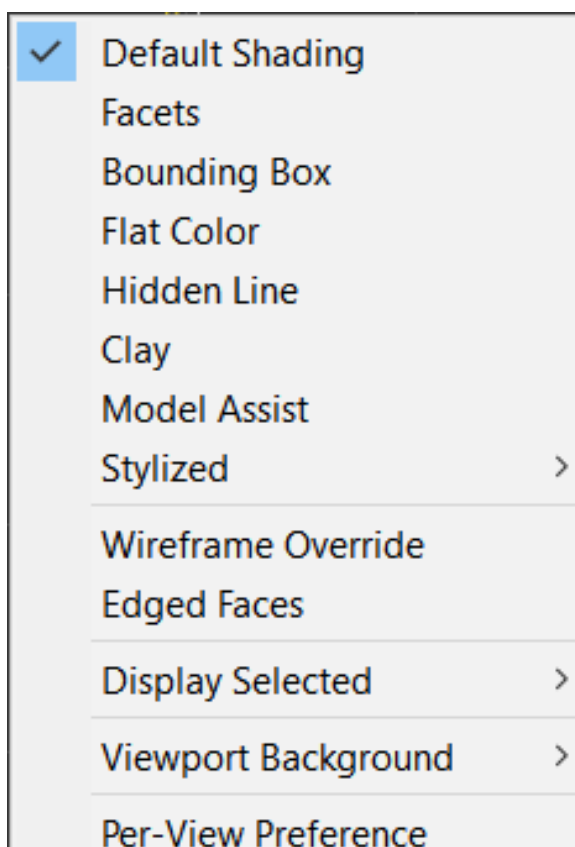 Default Shading
Facets
Bounding Box
Flat Color
Hidden Line
Clay
Model Assist
Stylized
Wireframe Override
Edged Faces
Display Selected
Viewport Background
Per-View Preference